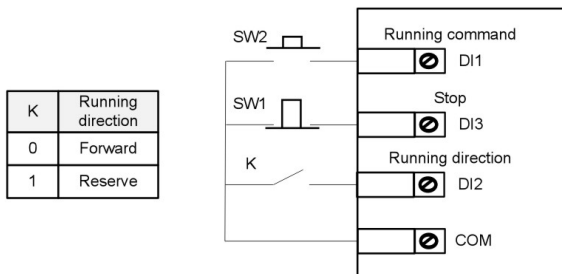 K
Running
direction
0
Forward
1
Reserve
SW2
Running command
DI1
SW1
Stop
DI3
K
Running direction
DI2
COM